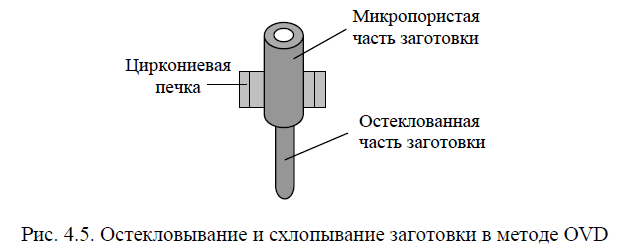 Микропористая
часть заготовки
Циркониевая
печка
Остеклованная
часть заготовки
Рис. 4.5. Остекловывание и схлопывание заготовки в методе OVD